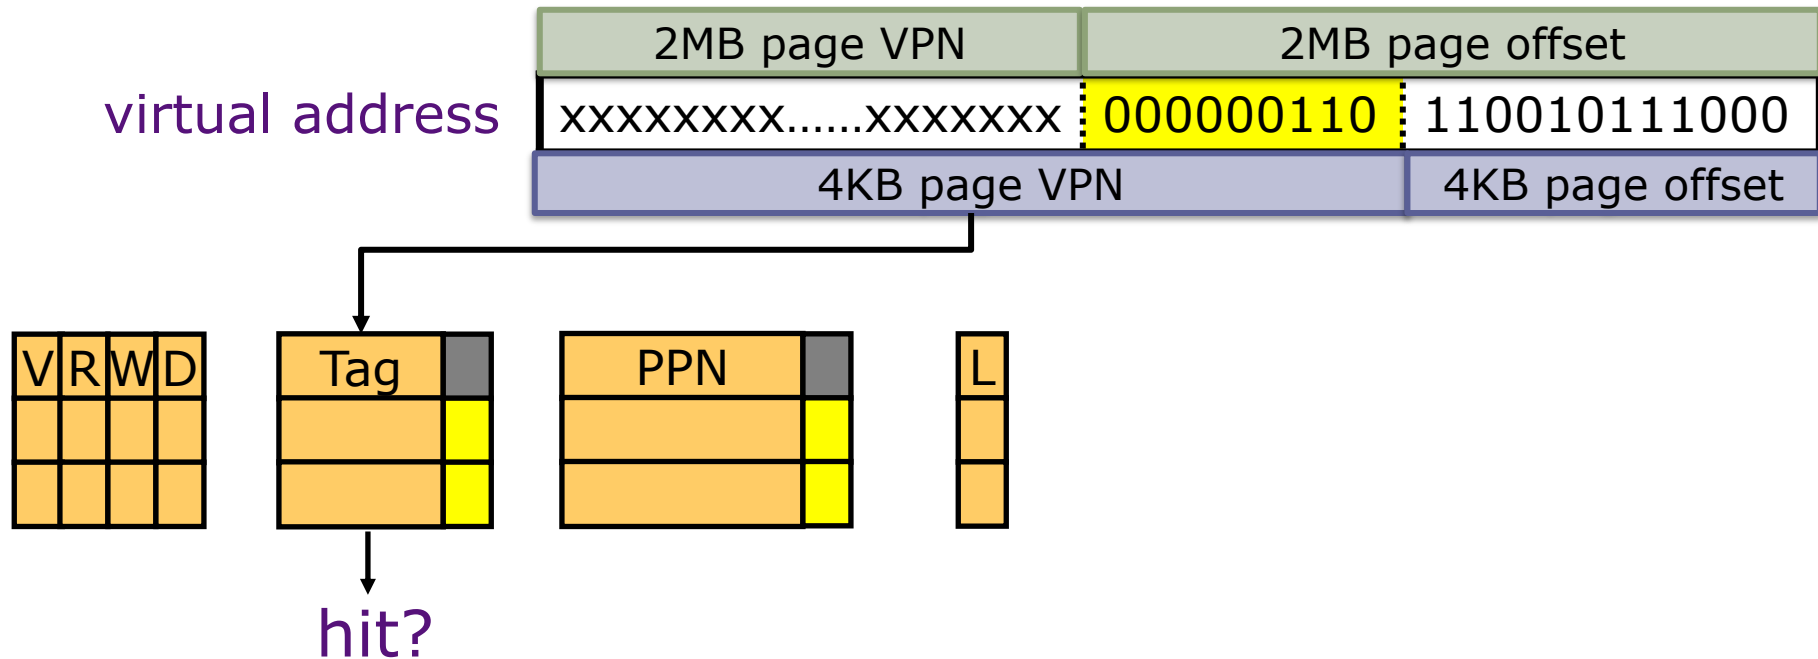 2MB page VPN 2MB page offset
virtual address xxxxxxxx......xxxxxxx 000000110 110010111000
4KB page VPN 4KB page offset
V R W D Tag PPN L
hit?